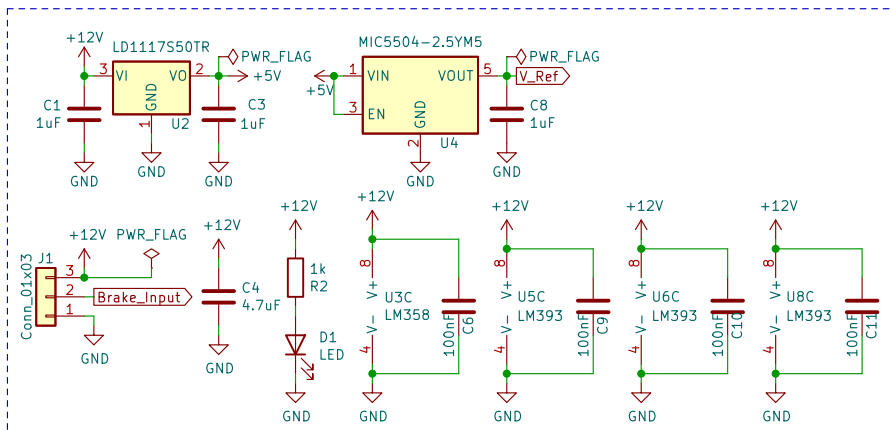 +12V
LD1117S50TR
PWR_FLAG
3
VI
VO
2
+5V
GND
1
U2
C1
1uF
C3
1uF
GND
GND
GND
MIC5504-2.5YM5
PWR_FLAG
+5V
1
VIN
VOUT
5
V_Ref
3
EN
GND
2
U4
C8
1uF
GND
GND
J1
Conn_01x03
+12V
PWR_FLAG
3
2
Brake_Input
1
GND
+12V
C4
4.7uF
GND
+12V
1k
R2
D1
LED
GND
+12V
8
V+
U3C
LM358
V-
4
100nF
C6
GND
+12V
8
V+
U5C
LM393
V-
4
100nF
C9
GND
+12V
8
V+
U6C
LM393
V-
4
100nF
C10
GND
+12V
8
V+
U8C
LM393
V-
4
100nF
C11
GND